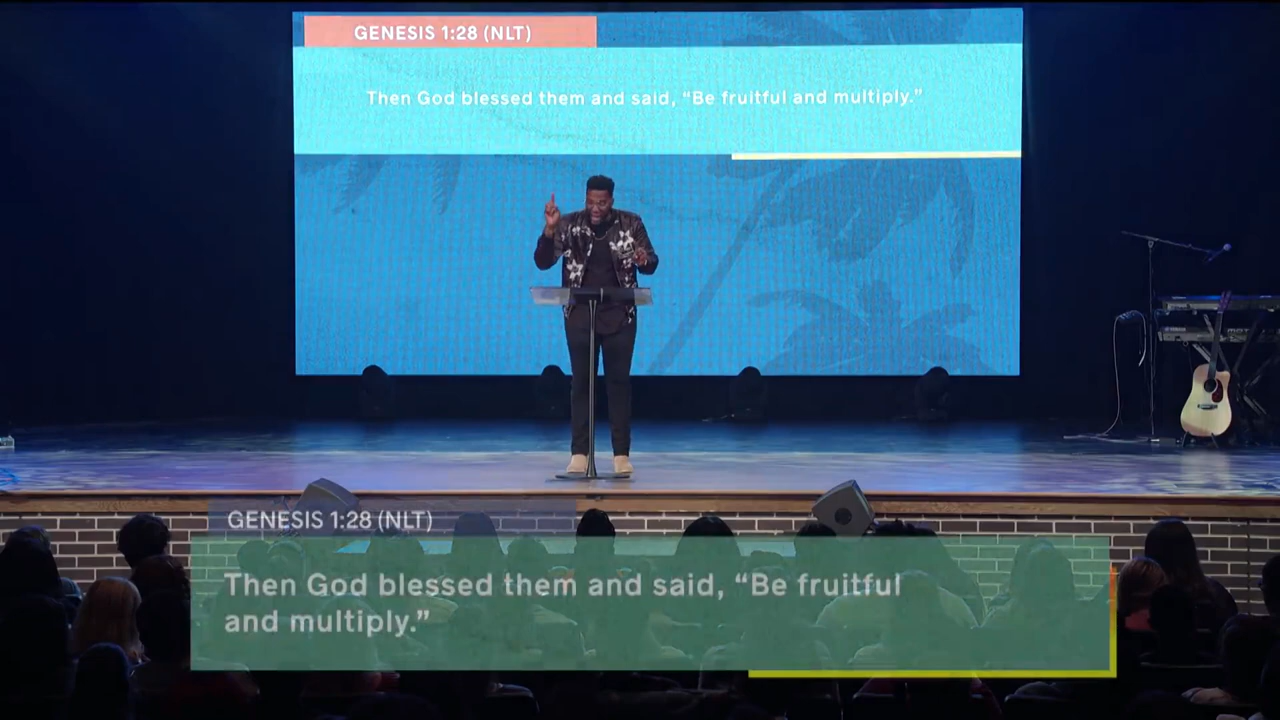 GENESIS 1:28 (NLT)
Then God blessed them and said, “Be fruitful and multiply.”
YAMAHA
GENESIS 1:28 (NLT)
Then God blessed them and said, “Be fruitful
and multiply.”